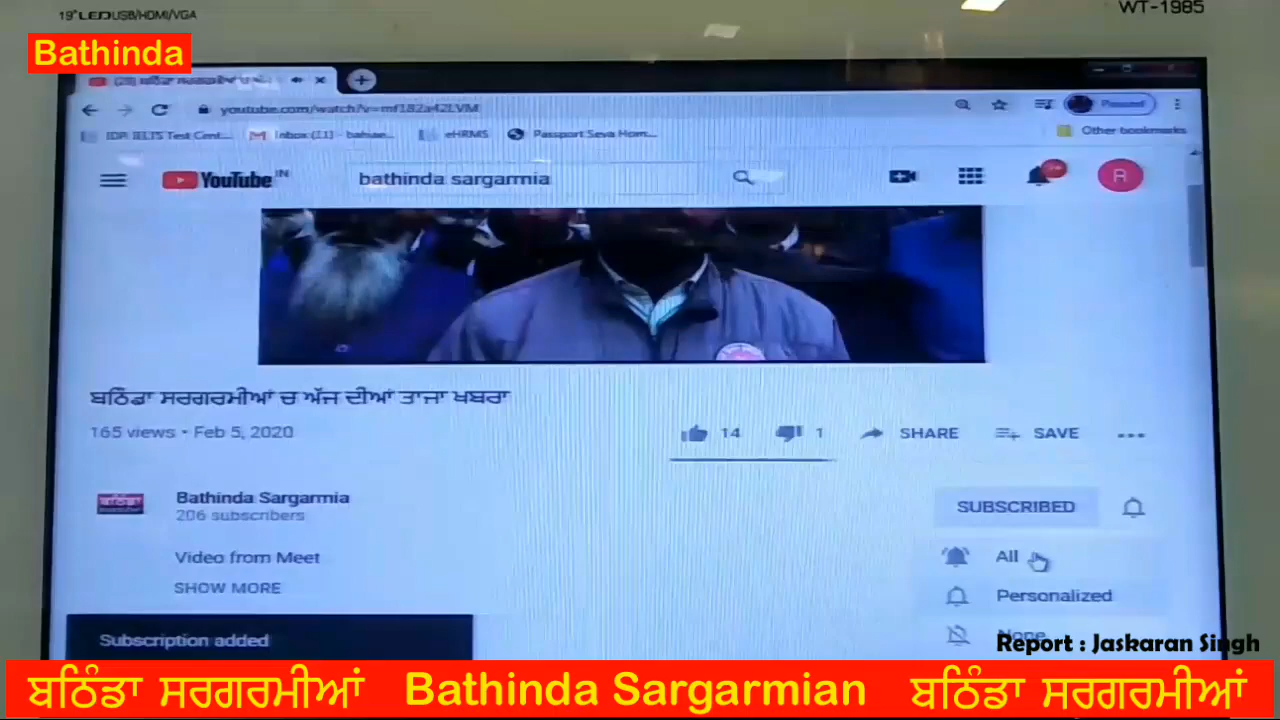 19" LED USB/HDMI/VGA
WT-1985
Bathinda
youtube.com/watch?v=mf182a42LVM
Paused
IDP IELTS Test Cent...
Inbox (11) -
eHRMS
Passport Seva Hom...
Other bookmarks
YouTube IN
bathinda sargarmia
R
ਬਠਿੰਡਾ ਸਰਗਰਮੀਆਂ ਚ ਅੱਜ ਦੀਆਂ ਤਾਜਾ ਖਬਰਾ
165 views • Feb 5, 2020
14
1
SHARE
SAVE
Bathinda Sargarmia
206 subscribers
SUBSCRIBED
Video from Meet
SHOW MORE
All
Personalized
None
Subscription added
Report : Jaskaran Singh
ਬਠਿੰਡਾ ਸਰਗਰਮੀਆਂ Bathinda Sargarmian ਬਠਿੰਡਾ ਸਰਗਰਮੀਆਂ